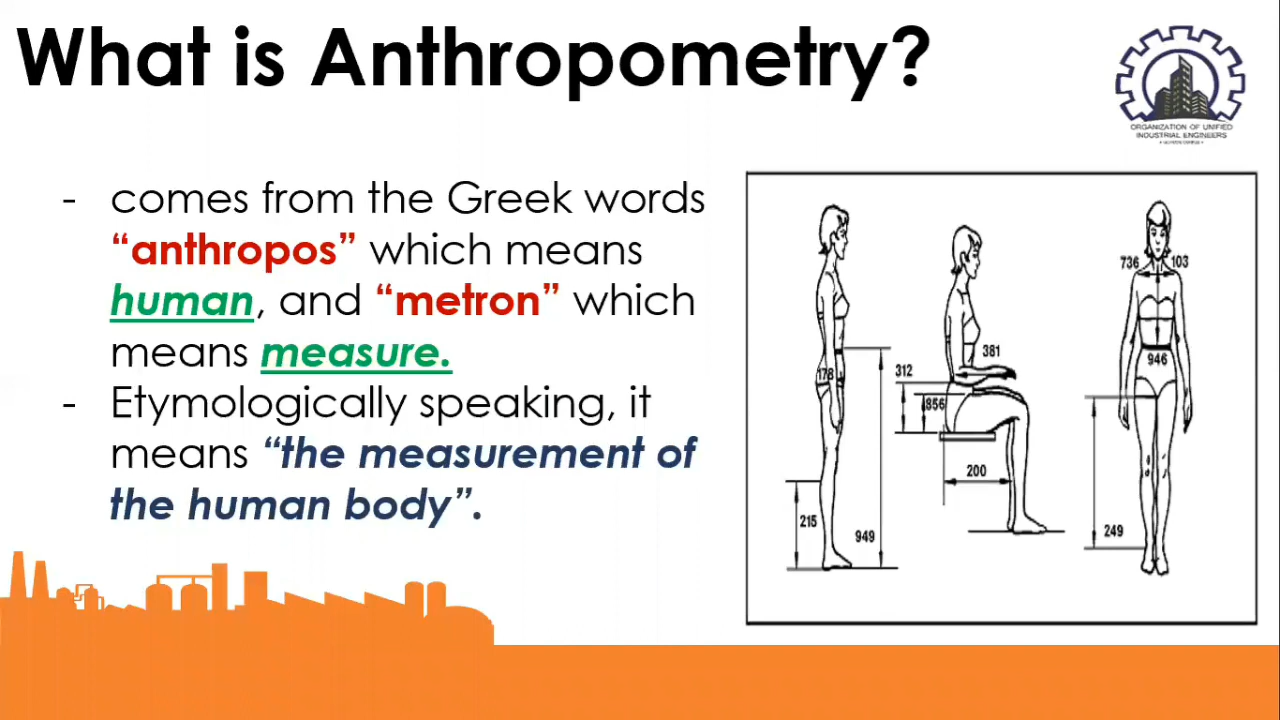 What is Anthropometry?
ORGANIZATION OF UNIFIED
INDUSTRIAL ENGINEERS
- comes from the Greek words
“anthropos” which means
human, and “metron” which
means measure.
- Etymologically speaking, it
means “the measurement of
the human body”.
736 103
381
312
178
946
856
200
215
949
249